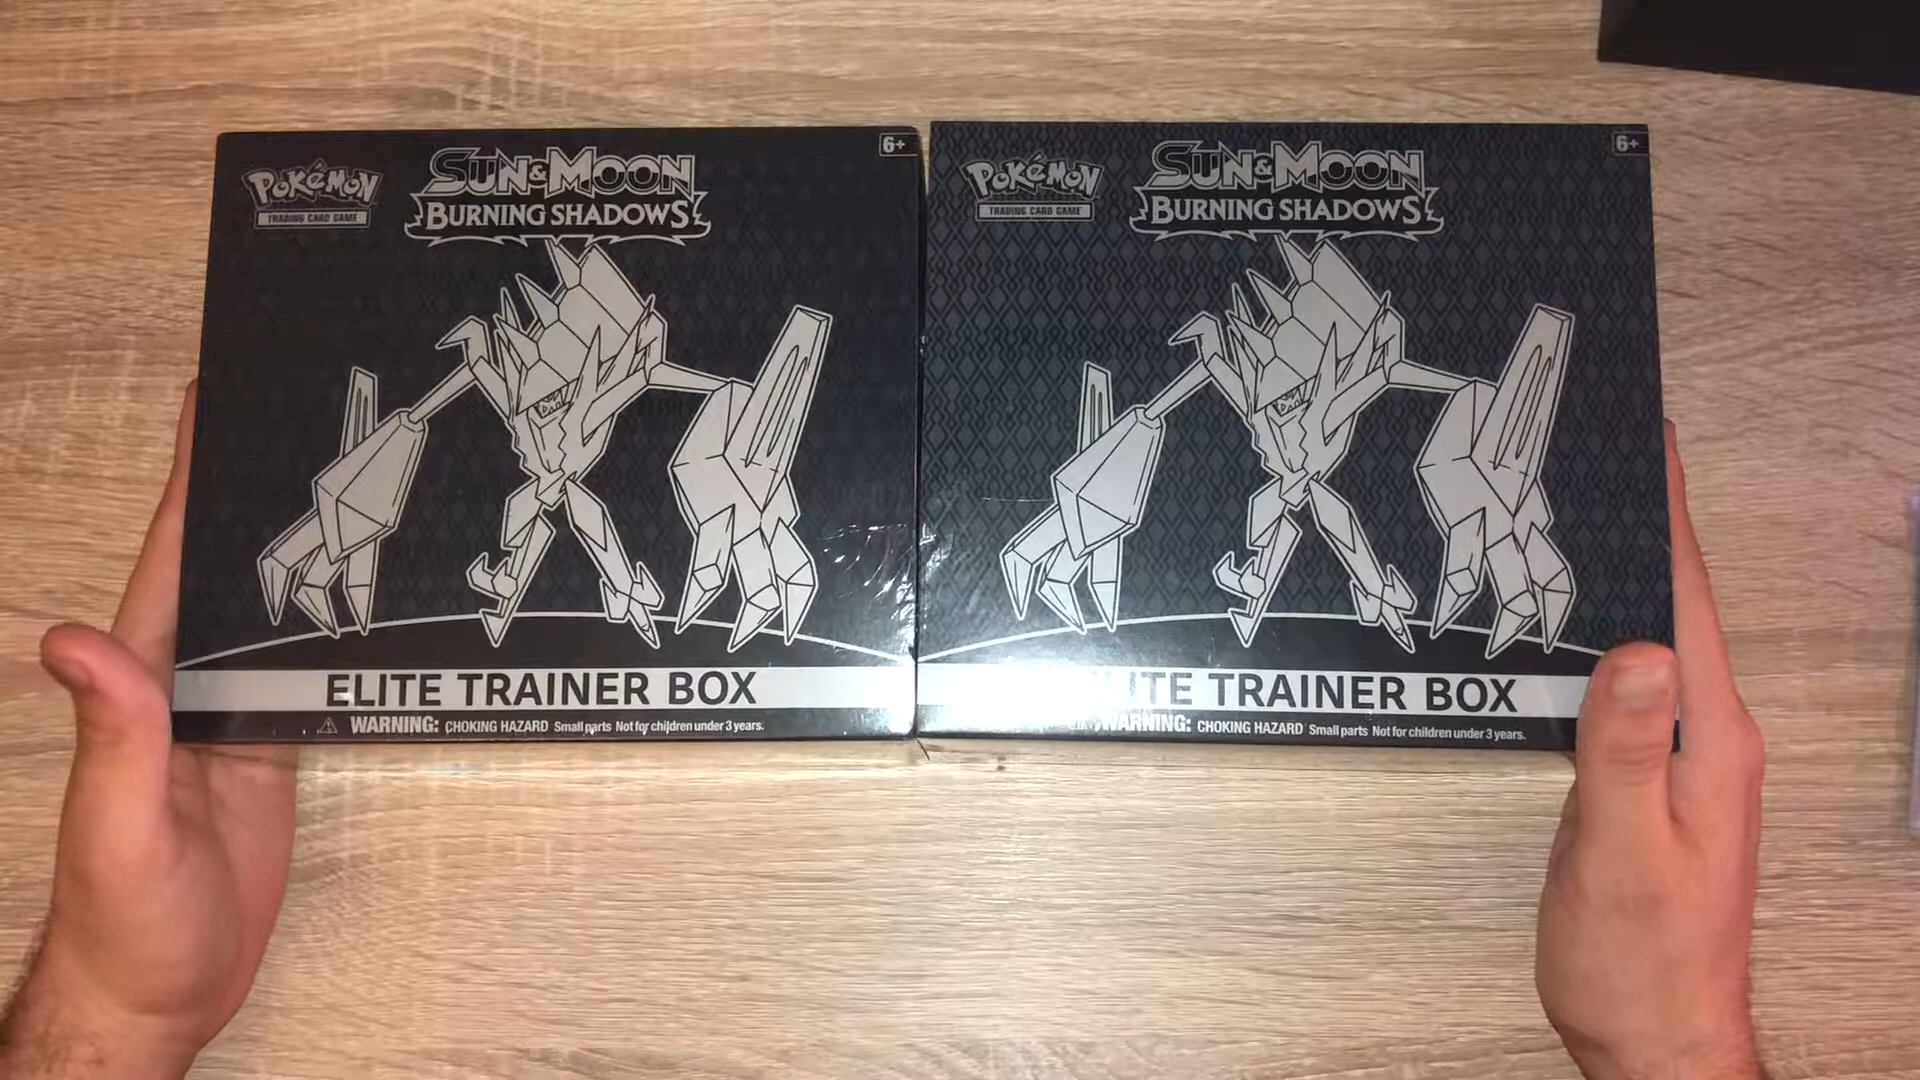 Pokémon
TRADING CARD GAME
SUN & MOON
BURNING SHADOWS
6+
ELITE TRAINER BOX
WARNING: CHOKING HAZARD Small parts Not for children under 3 years.
Pokémon
TRADING CARD GAME
SUN & MOON
BURNING SHADOWS
6+
ELITE TRAINER BOX
WARNING: CHOKING HAZARD Small parts Not for children under 3 years.